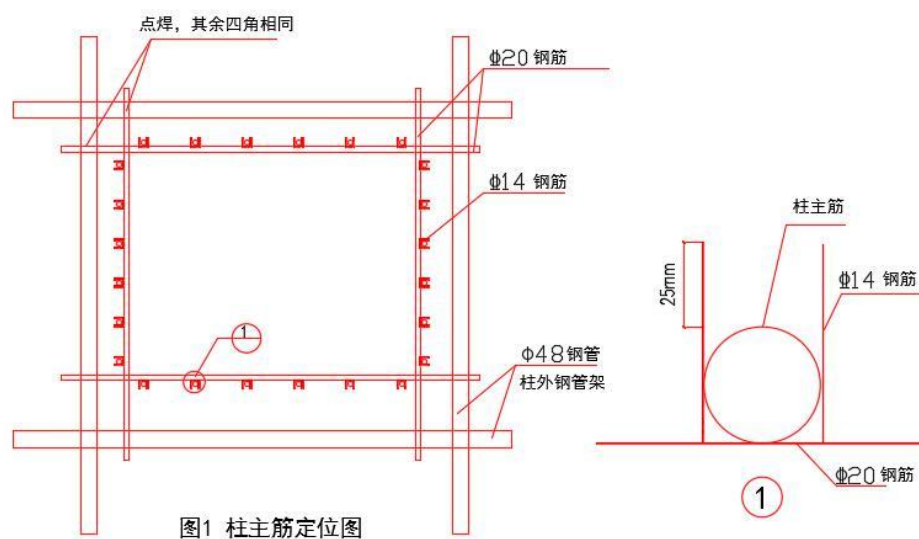 点焊，其余四角相同
Φ20 钢筋
Φ14 钢筋
1
Φ48 钢管
柱外钢管架
图1 柱主筋定位图
柱主筋
25mm
Φ14 钢筋
Φ20 钢筋
1